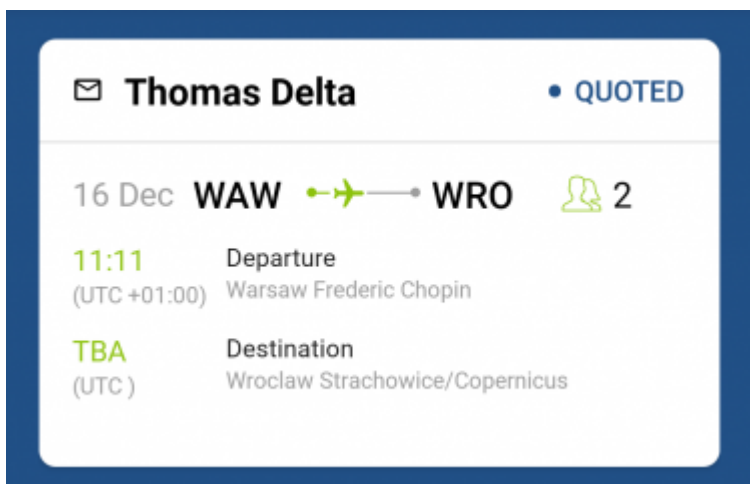 Thomas Delta • QUOTED
16 Dec WAW WRO 2
11:11 Departure
(UTC +01:00) Warsaw Frederic Chopin
TBA Destination
(UTC ) Wroclaw Strachowice/Copernicus